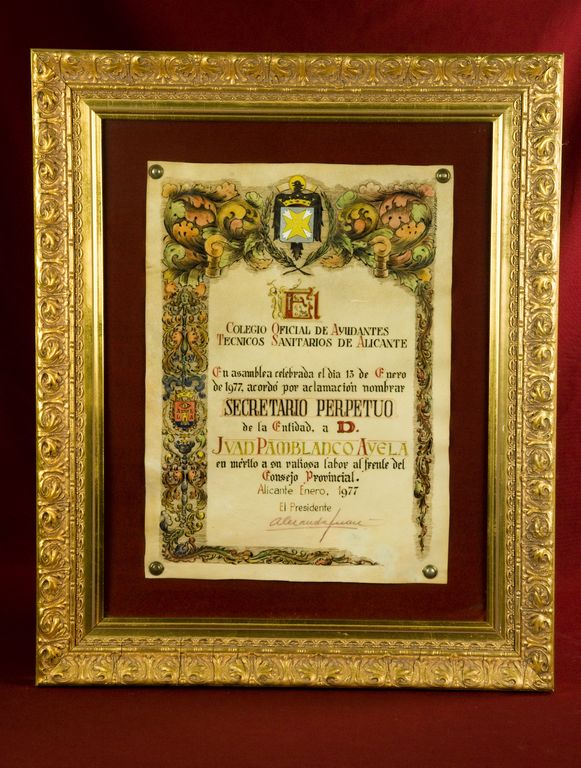 El
COLEGIO OFICIAL DE AYUDANTES
TECNICOS SANITARIOS DE ALICANTE
En asamblea celebrada el dia 13 de Enero
de 1977, acordó por aclamación nombrar
SECRETARIO PERPETUO
de la Entidad, a D.
JVAN PAMBLANCO AYELA
en mérito a su valiosa labor al frente del
Consejo Provincial.
Alicante Enero, 1977
El Presidente